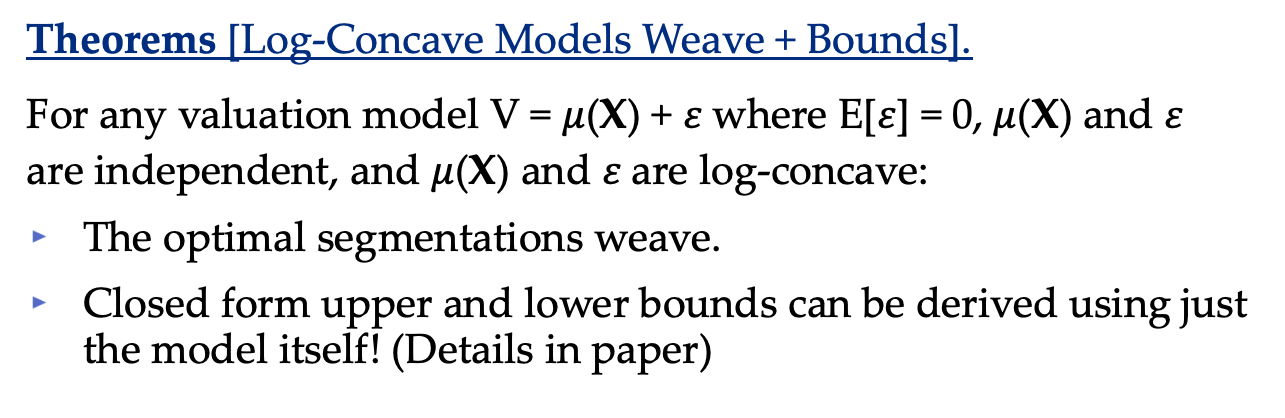 Theorems [Log-Concave Models Weave + Bounds].
For any valuation model V = μ(X) + ε where E[ε] = 0, μ(X) and ε
are independent, and μ(X) and ε are log-concave:
▸ The optimal segmentations weave.
▸ Closed form upper and lower bounds can be derived using just
the model itself! (Details in paper)